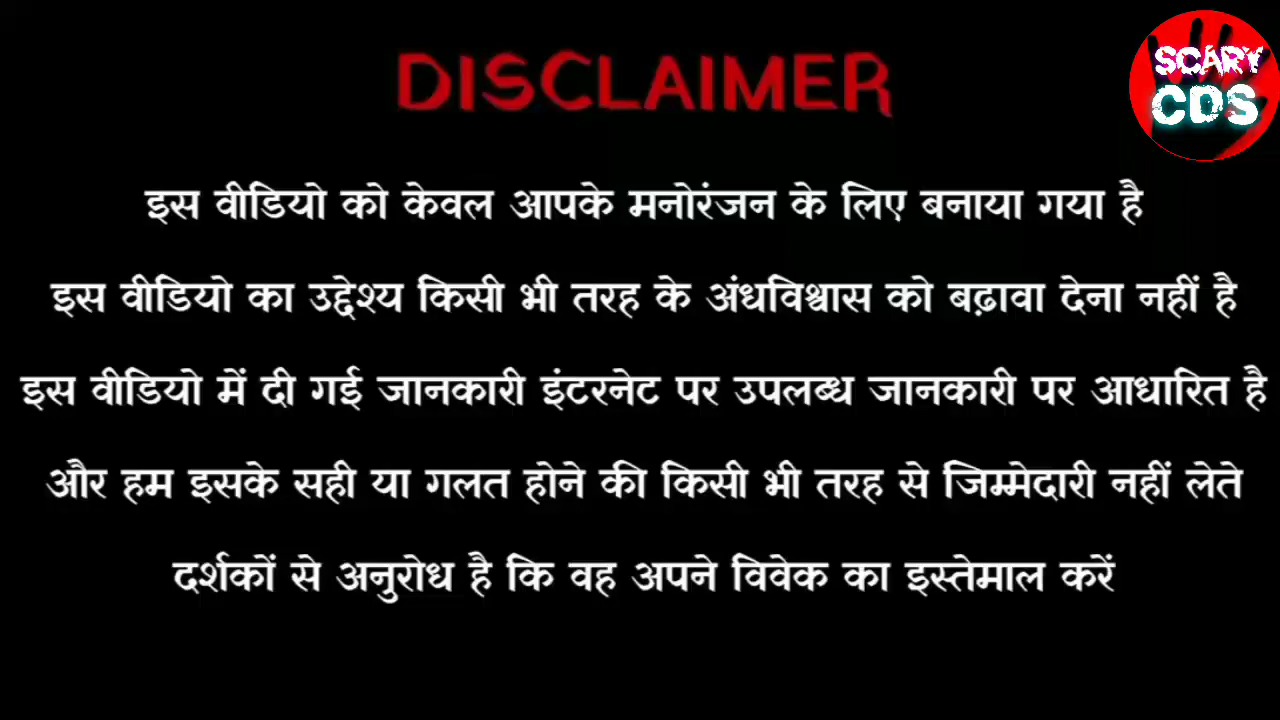 DISCLAIMER
SCARY
CDS
इस वीडियो को केवल आपके मनोरंजन के लिए बनाया गया है
इस वीडियो का उद्देश्य किसी भी तरह के अंधविश्वास को बढ़ावा देना नहीं है
इस वीडियो में दी गई जानकारी इंटरनेट पर उपलब्ध जानकारी पर आधारित है
और हम इसके सही या गलत होने की किसी भी तरह से जिम्मेदारी नहीं लेते
दर्शकों से अनुरोध है कि वह अपने विवेक का इस्तेमाल करें